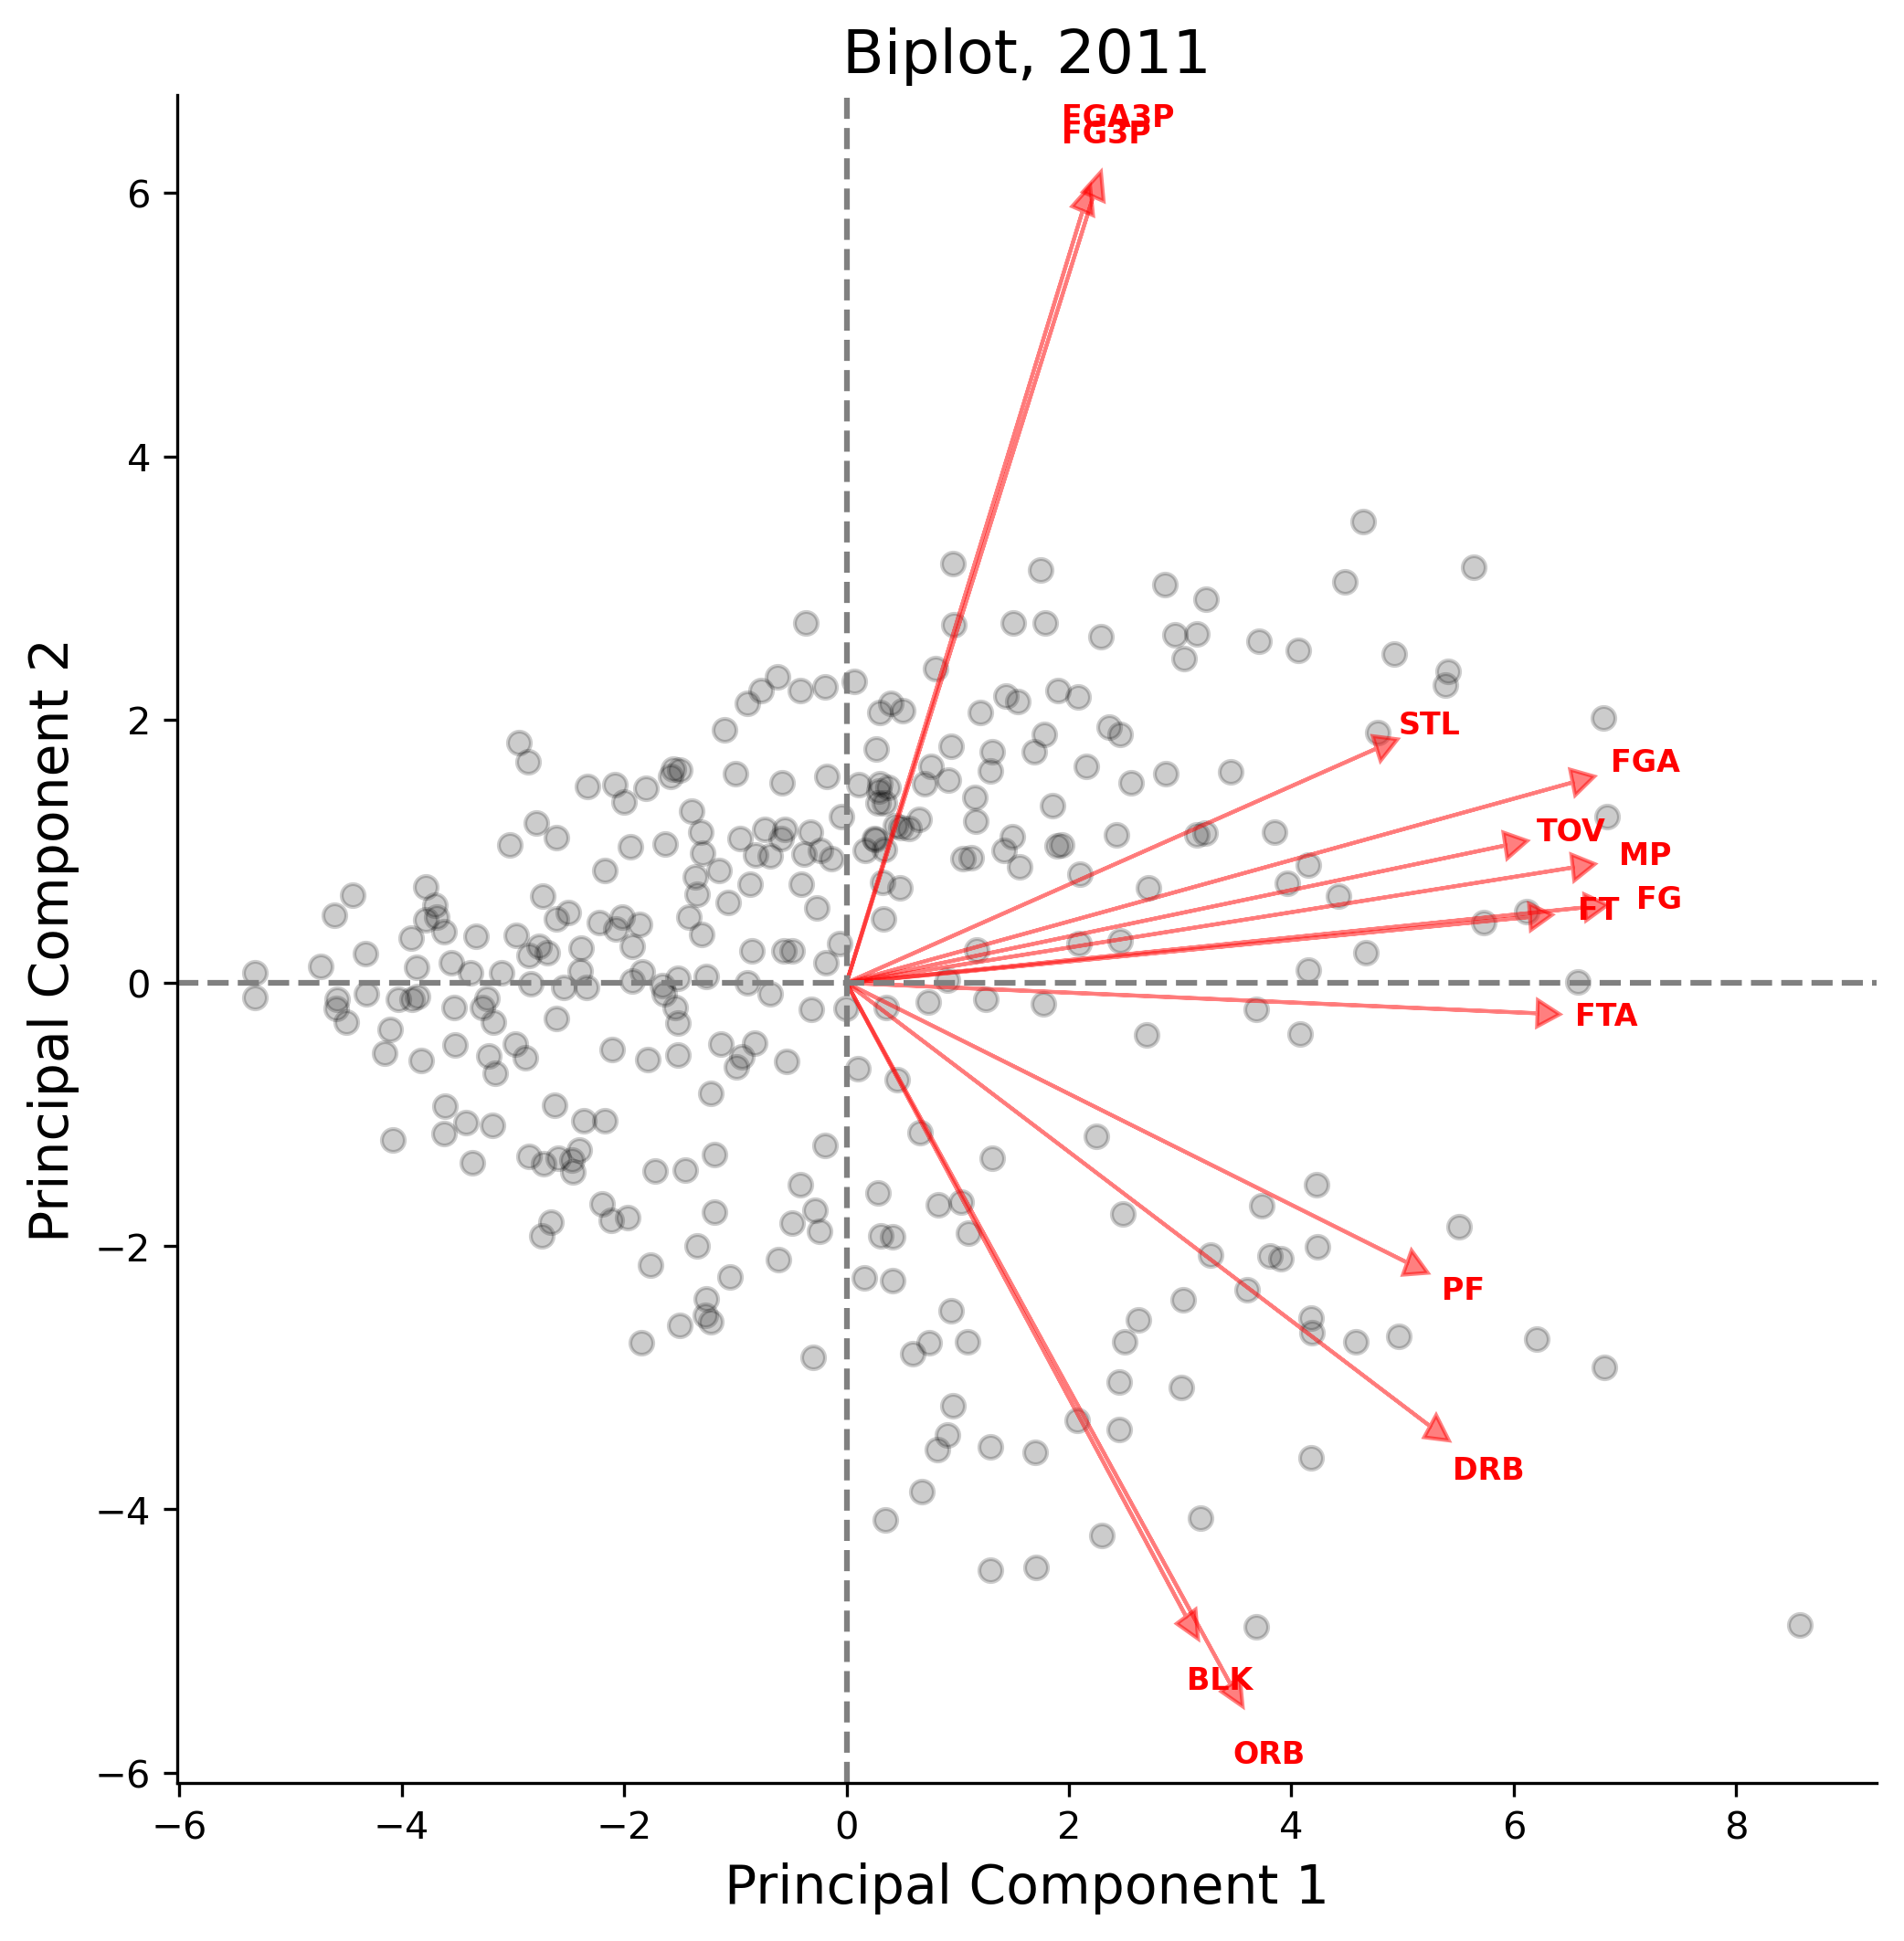 Biplot, 2011
FGA3P
FG3P
6
4
2
0
−2
−4
−6
Principal Component 2
STL
FGA
TOV
MP
FG
FT
FTA
PF
DRB
BLK
ORB
−6
−4
−2
0
2
4
6
8
Principal Component 1